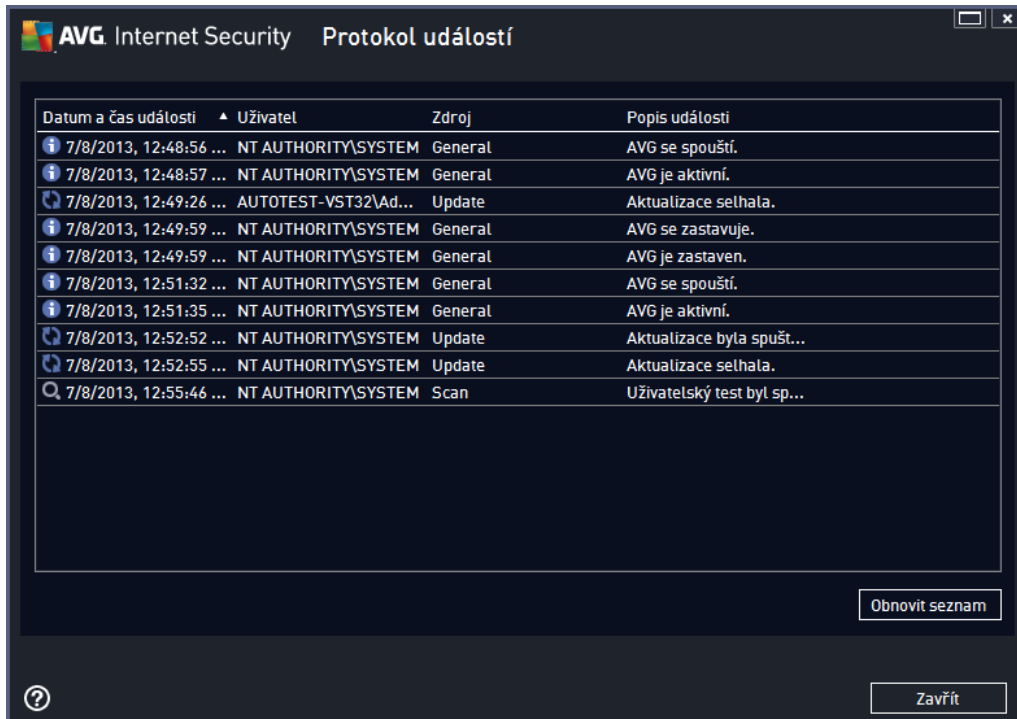 AVG. Internet Security Protokol událostí
Datum a čas události Uživatel Zdroj Popis události
7/8/2013, 12:48:56 ... NT AUTHORITY\SYSTEM General AVG se spouští.
7/8/2013, 12:48:57 ... NT AUTHORITY\SYSTEM General AVG je aktivní.
7/8/2013, 12:49:26 ... AUTOTEST-VST32\Ad... Update Aktualizace selhala.
7/8/2013, 12:49:59 ... NT AUTHORITY\SYSTEM General AVG se zastavuje.
7/8/2013, 12:49:59 ... NT AUTHORITY\SYSTEM General AVG je zastaven.
7/8/2013, 12:51:32 ... NT AUTHORITY\SYSTEM General AVG se spouští.
7/8/2013, 12:51:35 ... NT AUTHORITY\SYSTEM General AVG je aktivní.
7/8/2013, 12:52:52 ... NT AUTHORITY\SYSTEM Update Aktualizace byla spušt...
7/8/2013, 12:52:55 ... NT AUTHORITY\SYSTEM Update Aktualizace selhala.
7/8/2013, 12:55:46 ... NT AUTHORITY\SYSTEM Scan Uživatelský test byl sp...
Obnovit seznam
Zavřít